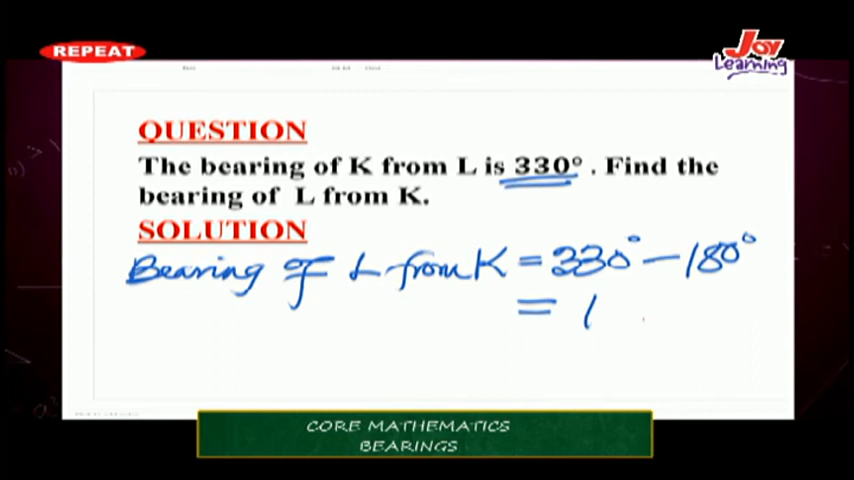 REPEAT
Joy
Learning
QUESTION
The bearing of K from L is 330° . Find the
bearing of L from K.
SOLUTION
Bearing of L from K = 330° - 180°
= 1
CORE MATHEMATICS
BEARINGS